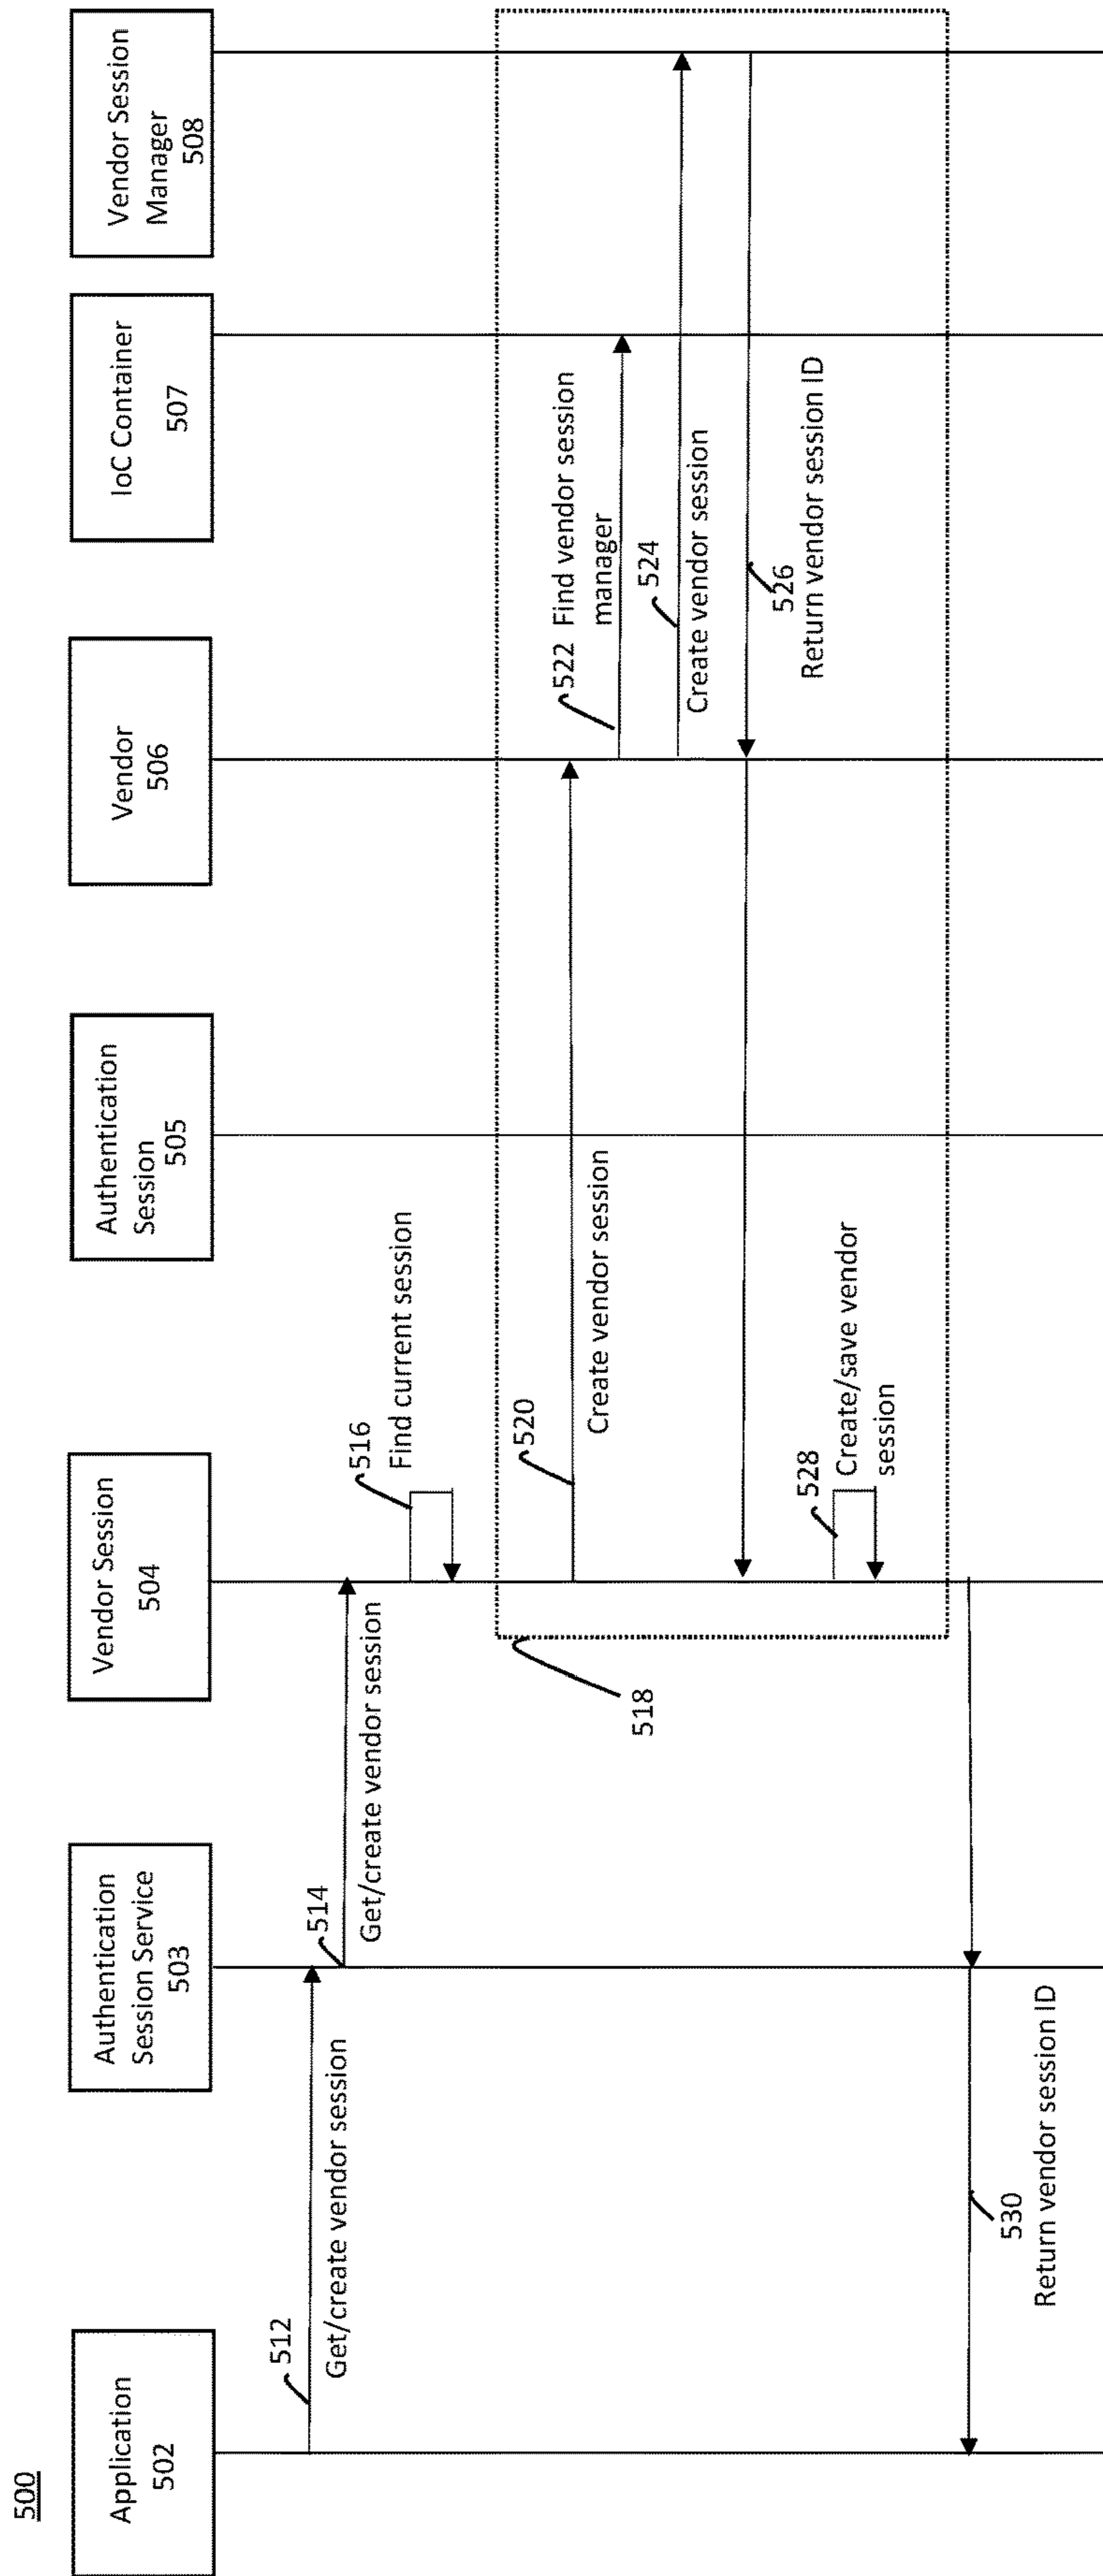 500
Application
502
Authentication
Session Service
503
Vendor Session
504
Authentication
Session
505
Vendor
506
IoC Container
507
Vendor Session
Manager
508
512
Get/create vendor session
514
Get/create vendor session
516
Find current session
518
520
Create vendor session
522 Find vendor session
manager
524
Create vendor session
526
Return vendor session ID
528
Create/save vendor
session
530
Return vendor session ID